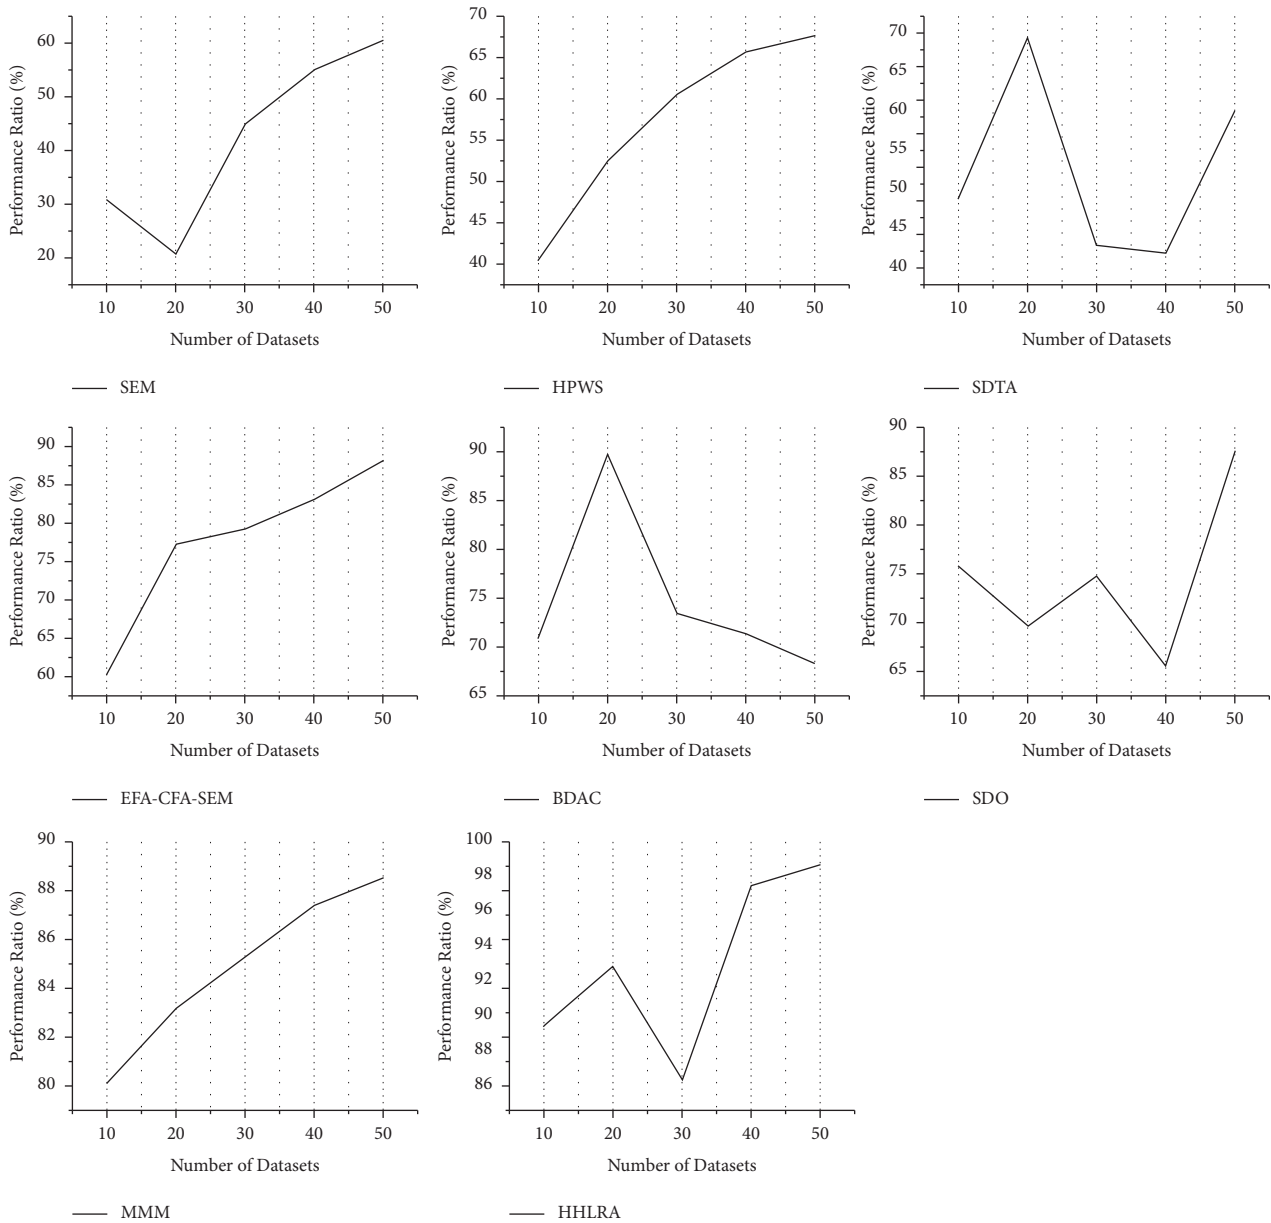 Performance Ratio (%)
60
50
40
30
20
10 20 30 40 50
Number of Datasets
SEM
Performance Ratio (%)
70
65
60
55
50
45
40
10 20 30 40 50
Number of Datasets
HPWS
Performance Ratio (%)
70
65
60
55
50
45
40
10 20 30 40 50
Number of Datasets
SDTA
Performance Ratio (%)
90
85
80
75
70
65
60
10 20 30 40 50
Number of Datasets
EFA-CFA-SEM
Performance Ratio (%)
90
85
80
75
70
65
10 20 30 40 50
Number of Datasets
BDAC
Performance Ratio (%)
90
85
80
75
70
65
10 20 30 40 50
Number of Datasets
SDO
Performance Ratio (%)
90
88
86
84
82
80
10 20 30 40 50
Number of Datasets
MMM
Performance Ratio (%)
100
98
96
94
92
90
88
86
10 20 30 40 50
Number of Datasets
HHLRA